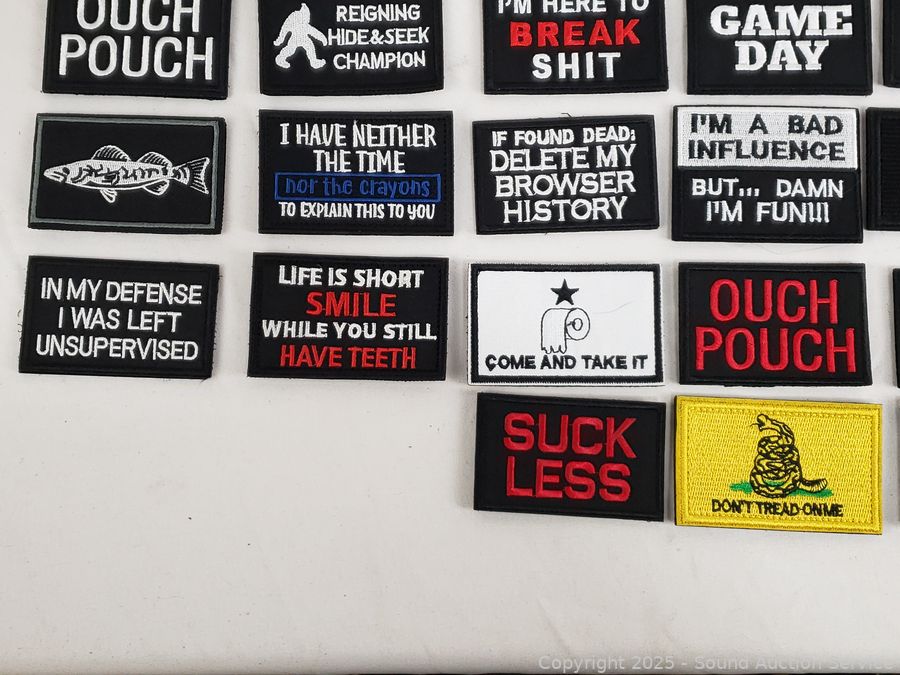 OUCH
POUCH
REIGNING
HIDE&SEEK
CHAMPION
I'M HERE TO
BREAK
SHIT
GAME
DAY
I HAVE NEITHER
THE TIME
nor the crayons
TO EXPLAIN THIS TO YOU
IF FOUND DEAD:
DELETE MY
BROWSER
HISTORY
I'M A BAD
INFLUENCE
BUT... DAMN
I'M FUN!!!
IN MY DEFENSE
I WAS LEFT
UNSUPERVISED
LIFE IS SHORT
SMILE
WHILE YOU STILL
HAVE TEETH
COME AND TAKE IT
OUCH
POUCH
SUCK
LESS
DON'T TREAD ON ME
Copyright 2025 - Sound Auction Service